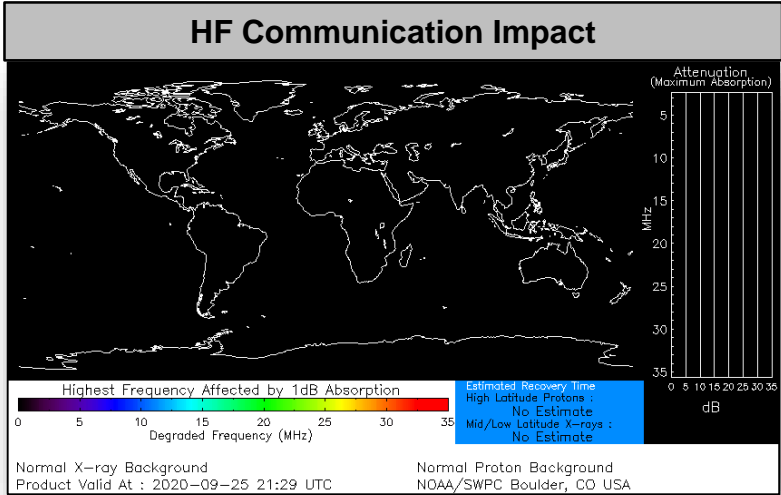 HF Communication Impact
Attenuation
(Maximum Absorption)
5
10
15
20
25
30
35
MHz
0 5 10 15 20 25 30 35
dB
Highest Frequency Affected by 1dB Absorption
0 5 10 15 20 25 30 35
Degraded Frequency (MHz)
Estimated Recovery Time
High Latitude Protons :
No Estimate
Mid/Low Latitude X-rays :
No Estimate
Normal X-ray Background
Normal Proton Background
Product Valid At : 2020-09-25 21:29 UTC
NOAA/SWPC Boulder, CO USA